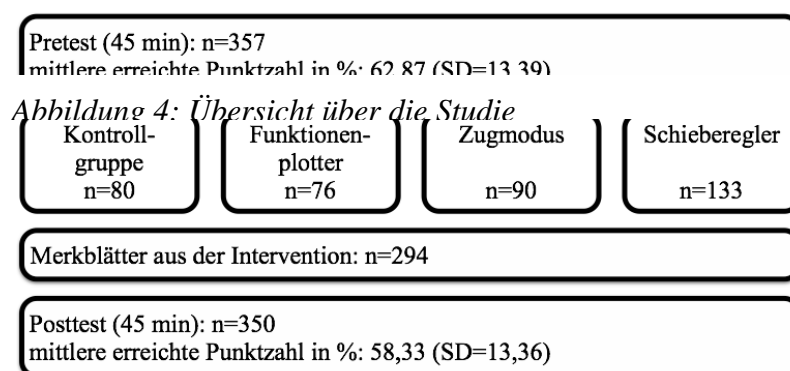 Pretest (45 min): n=357
mittlere erreichte Punktzahl in %: 62,87 (SD=13,39)
Abbildung 4: Übersicht über die Studie
Kontroll-
gruppe
n=80
Funktionen-
plotter
n=76
Zugmodus
n=90
Schieberegler
n=133
Merkblätter aus der Intervention: n=294
Posttest (45 min): n=350
mittlere erreichte Punktzahl in %: 58,33 (SD=13,36)